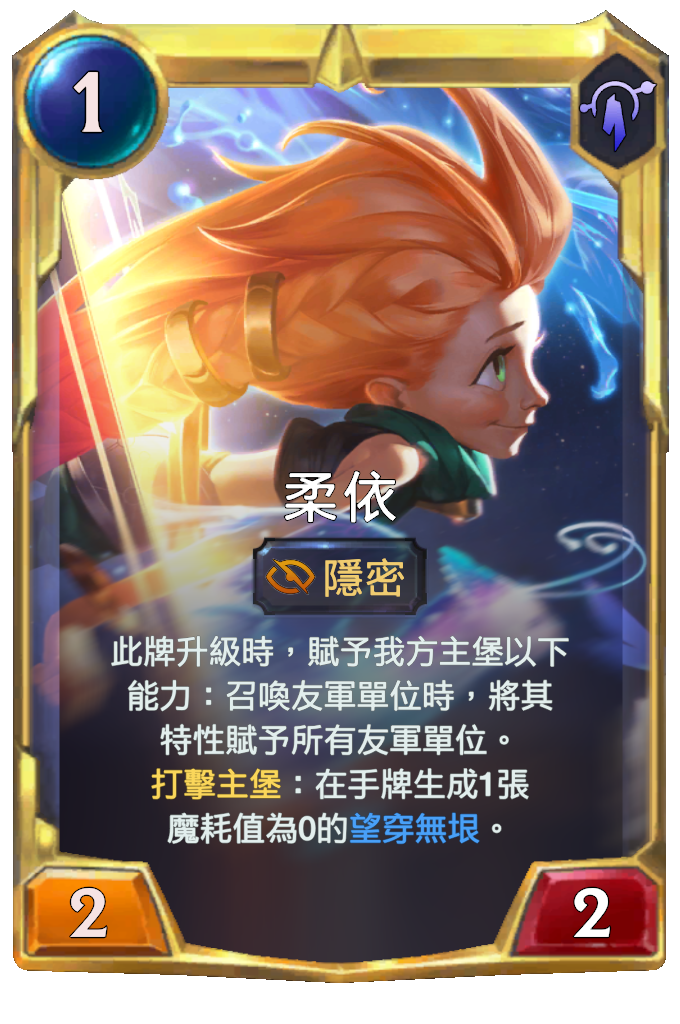 1
柔依
隱密
此牌升級時，賦予我方主堡以下
能力：召喚友軍單位時，將其
特性賦予所有友軍單位。
打擊主堡：在手牌生成1張
魔耗值為0的望穿無垠。
2
2